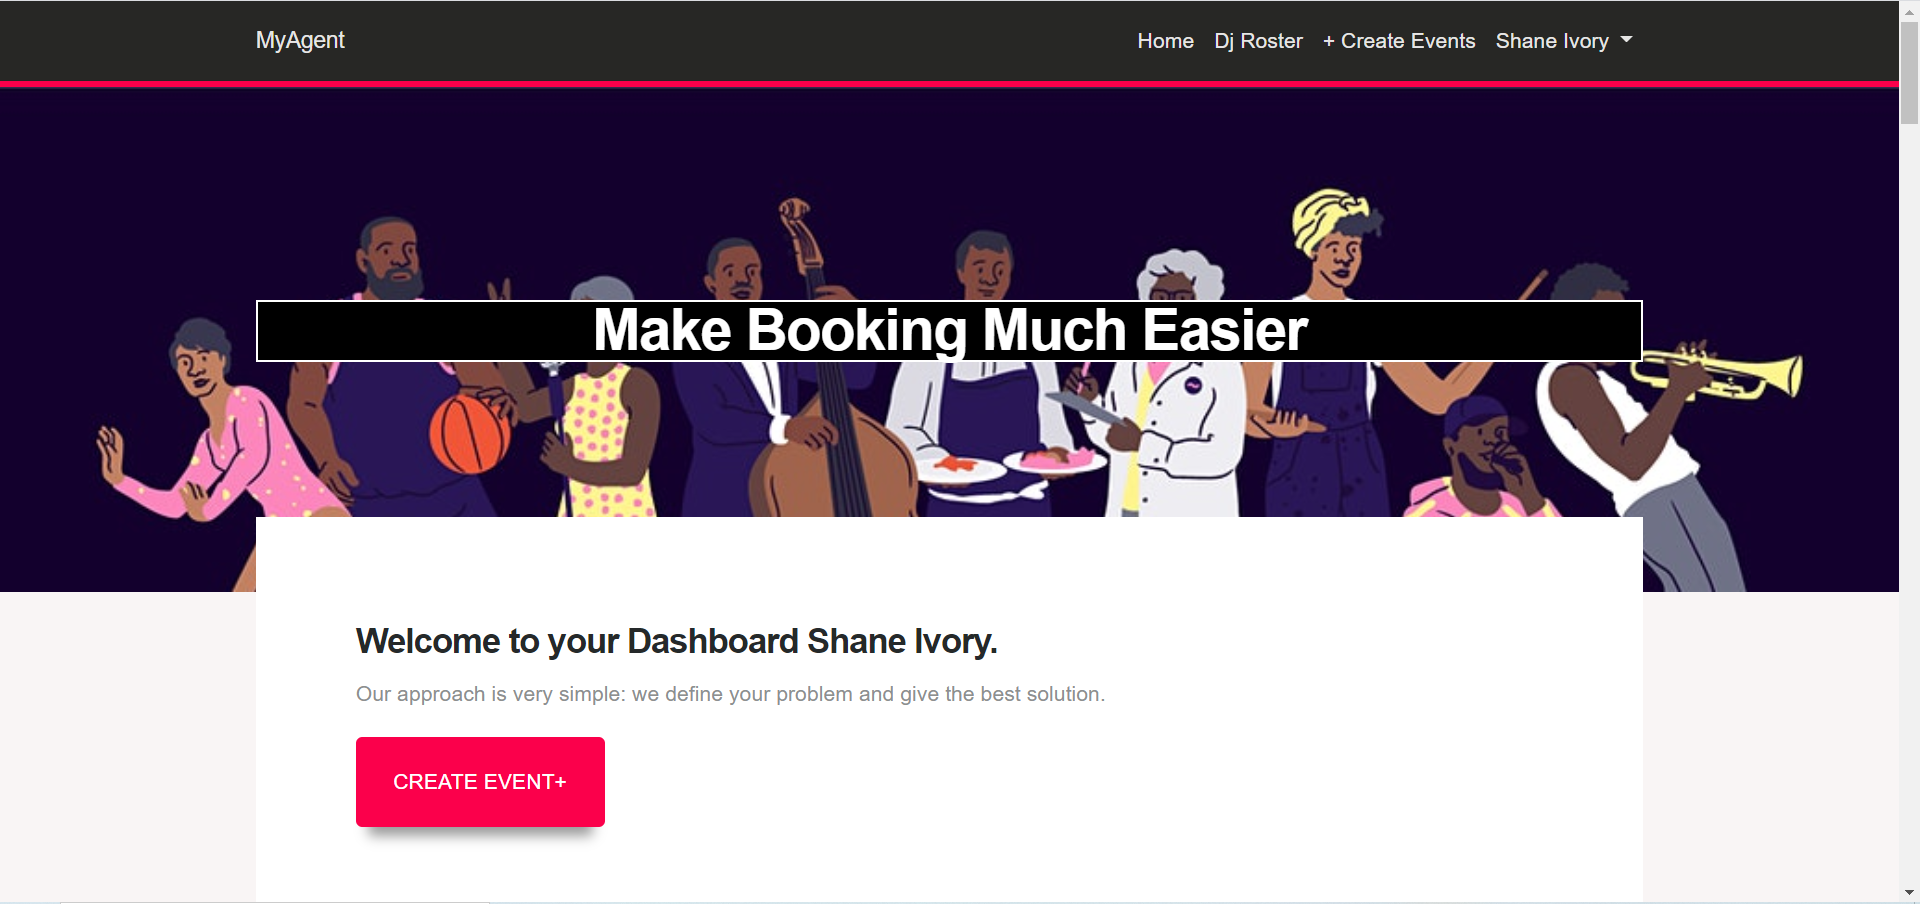 MyAgent
Home Dj Roster + Create Events Shane Ivory
Make Booking Much Easier
Welcome to your Dashboard Shane Ivory.
Our approach is very simple: we define your problem and give the best solution.
CREATE EVENT+